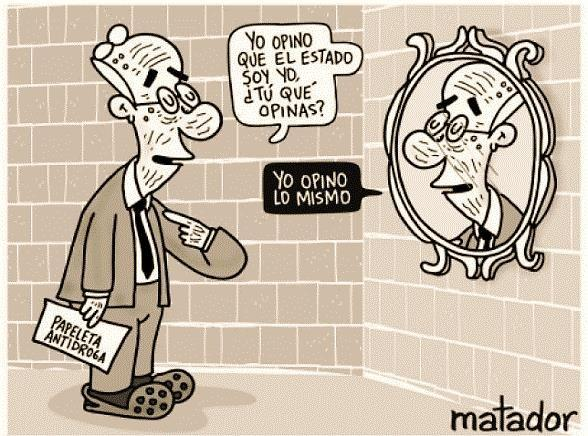 YO OPINO
QUE EL ESTADO
SOY YO,
¿TÚ QUÉ
OPINAS?
YO OPINO
LO MISMO
PAPELETA
ANTIDROGA
matador